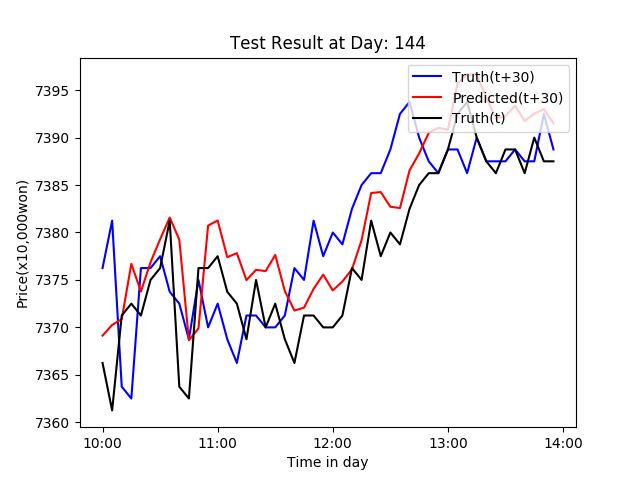 Test Result at Day: 144
Truth(t+30)
Predicted(t+30)
Truth(t)
Price(x10,000won)
7395
7390
7385
7380
7375
7370
7365
7360
10:00 11:00 12:00 13:00 14:00
Time in day